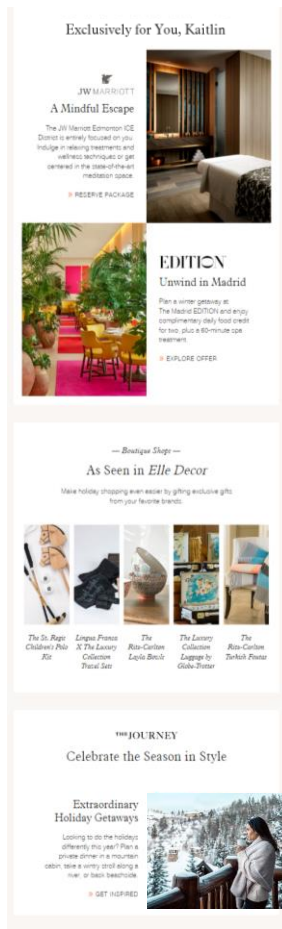 Exclusively for You, Kaitlin
JW MARRIOTT
A Mindful Escape
The JW Marriott Edmonton ICE
District is entirely focused on you.
Indulge in relaxing treatments and
wellness techniques or get
centered in the state-of-the-art
meditation space.
RESERVE PACKAGE
EDITION
Unwind in Madrid
Plan a winter getaway at
The Madrid EDITION and enjoy
complimentary daily food credit
for two, plus a 60-minute spa
treatment.
EXPLORE OFFER
— Boutique Shops —
As Seen in Elle Decor
Make holiday shopping even easier by gifting exclusive gifts
from your favorite brands.
The St. Regis
Children's Polo
Kit
Lingua Franca
X The Luxury
Collection
Travel Sets
The
Ritz-Carlton
Layla Bowls
The Luxury
Collection
Luggage by
Globe-Trotter
The
Ritz-Carlton
Turkish Foutas
THE JOURNEY
Celebrate the Season in Style
Extraordinary
Holiday Getaways
Looking to do the holidays
differently this year? Plan a
private dinner in a mountain
cabin, take a wintry stroll along a
river, or back beachside.
GET INSPIRED